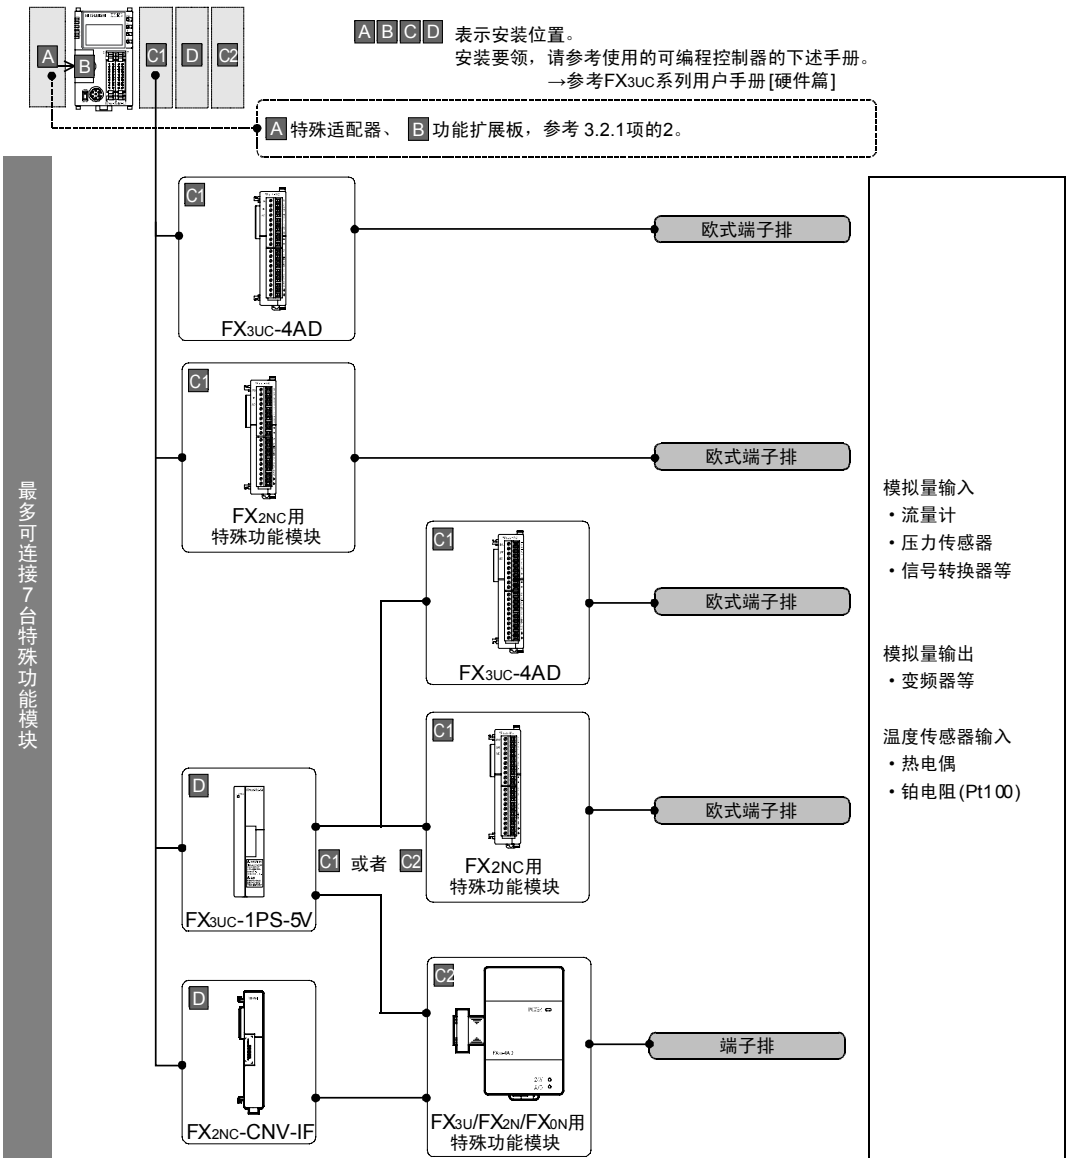 A
B
C1
D
C2
A B C D 表示安装位置。
安装要领，请参考使用的可编程控制器的下述手册。
→参考FX3UC系列用户手册[硬件篇]
A 特殊适配器、 B 功能扩展板，参考 3.2.1项的2。
最多可连接7台特殊功能模块
C1
FX3UC-4AD
欧式端子排
C1
FX2NC用
特殊功能模块
欧式端子排
C1
FX3UC-4AD
欧式端子排
C1
FX2NC用
特殊功能模块
欧式端子排
D
FX3UC-1PS-5V
C1 或者 C2
D
FX2NC-CNV-IF
C2
FX3U/FX2N/FX0N用
特殊功能模块
端子排
模拟量输入
・流量计
・压力传感器
・信号转换器等
模拟量输出
・变频器等
温度传感器输入
・热电偶
・铂电阻(Pt100)